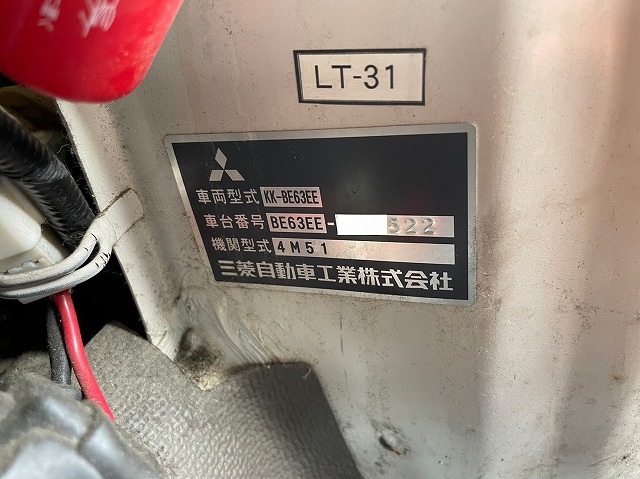 LT-31
車両型式 KK-BE63EE
車台番号 BE63EE- 522
機関型式 4M51
三菱自動車工業株式会社